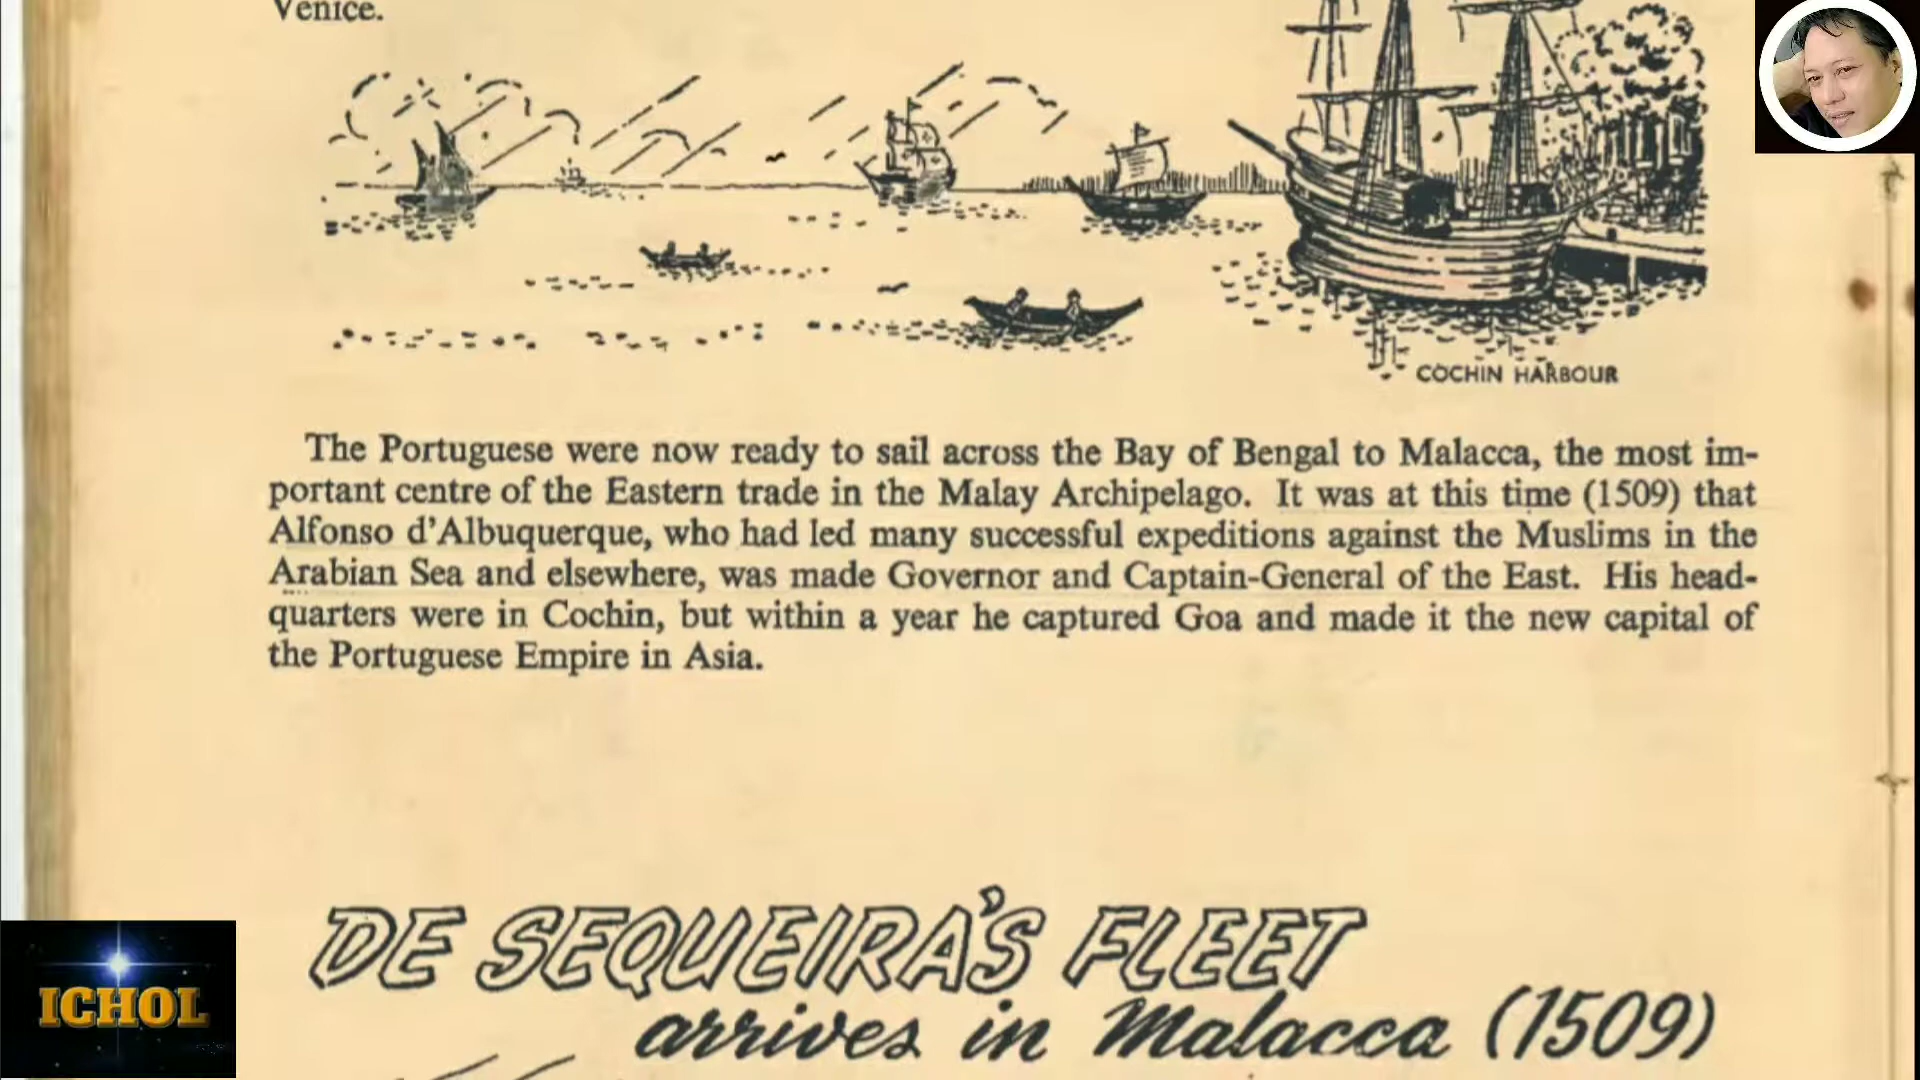 Venice.
COCHIN HARBOUR
The Portuguese were now ready to sail across the Bay of Bengal to Malacca, the most im-
portant centre of the Eastern trade in the Malay Archipelago. It was at this time (1509) that
Alfonso d'Albuquerque, who had led many successful expeditions against the Muslims in the
Arabian Sea and elsewhere, was made Governor and Captain-General of the East. His head-
quarters were in Cochin, but within a year he captured Goa and made it the new capital of
the Portuguese Empire in Asia.
DE SEQUEIRA'S FLEET
arrives in Malacca (1509)
ICHOL